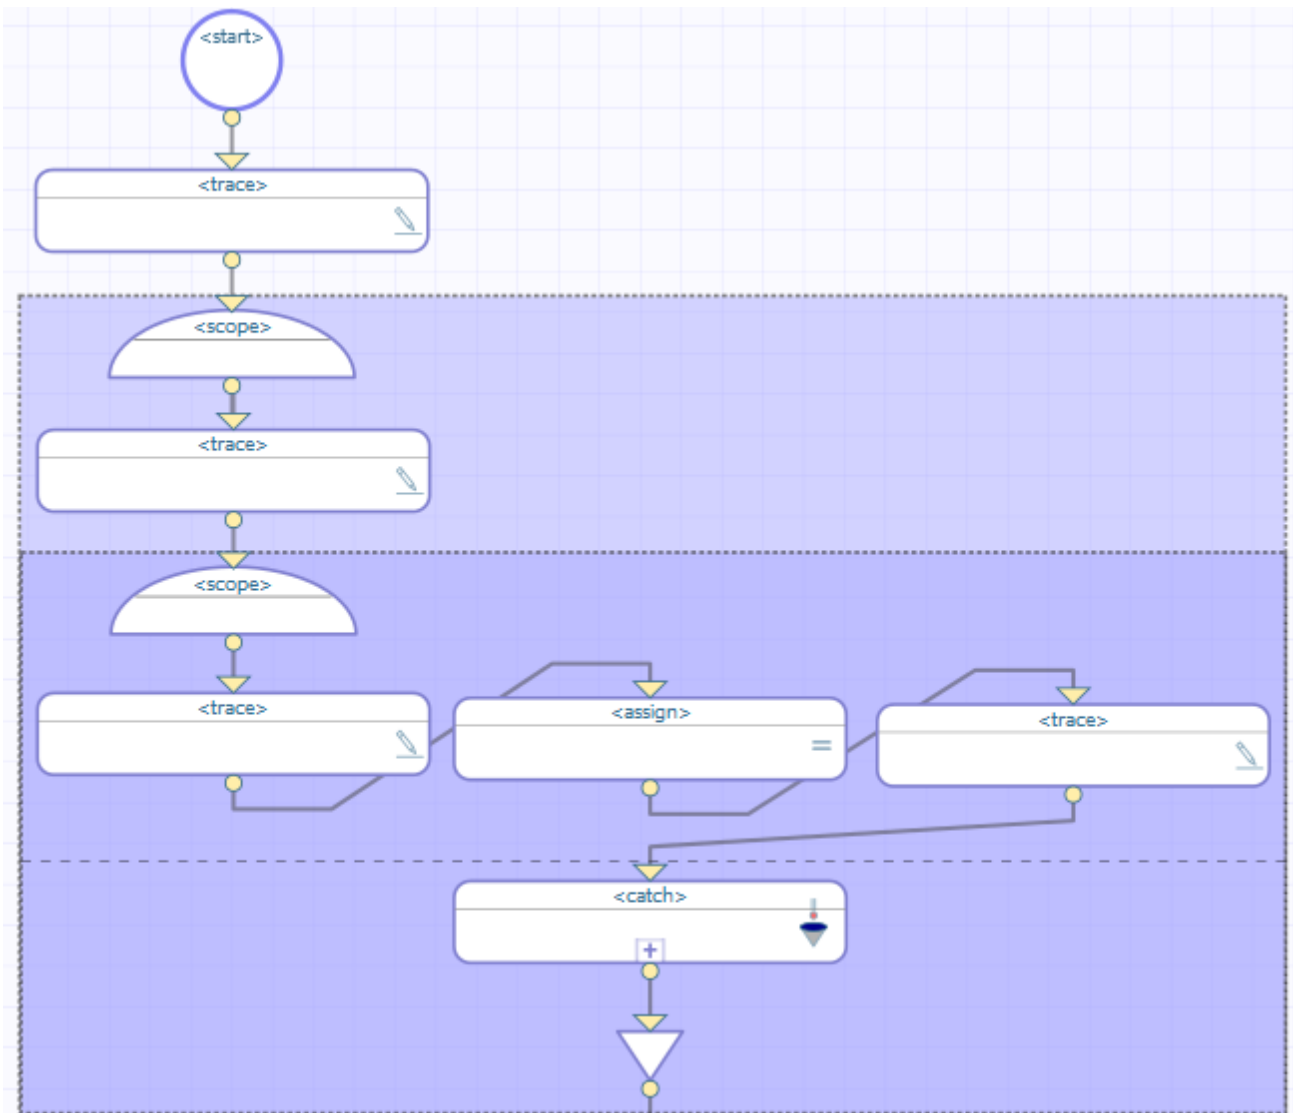 <start>
<trace>
<scope>
<trace>
<scope>
<trace>
<assign>
=
<trace>
<catch>
+